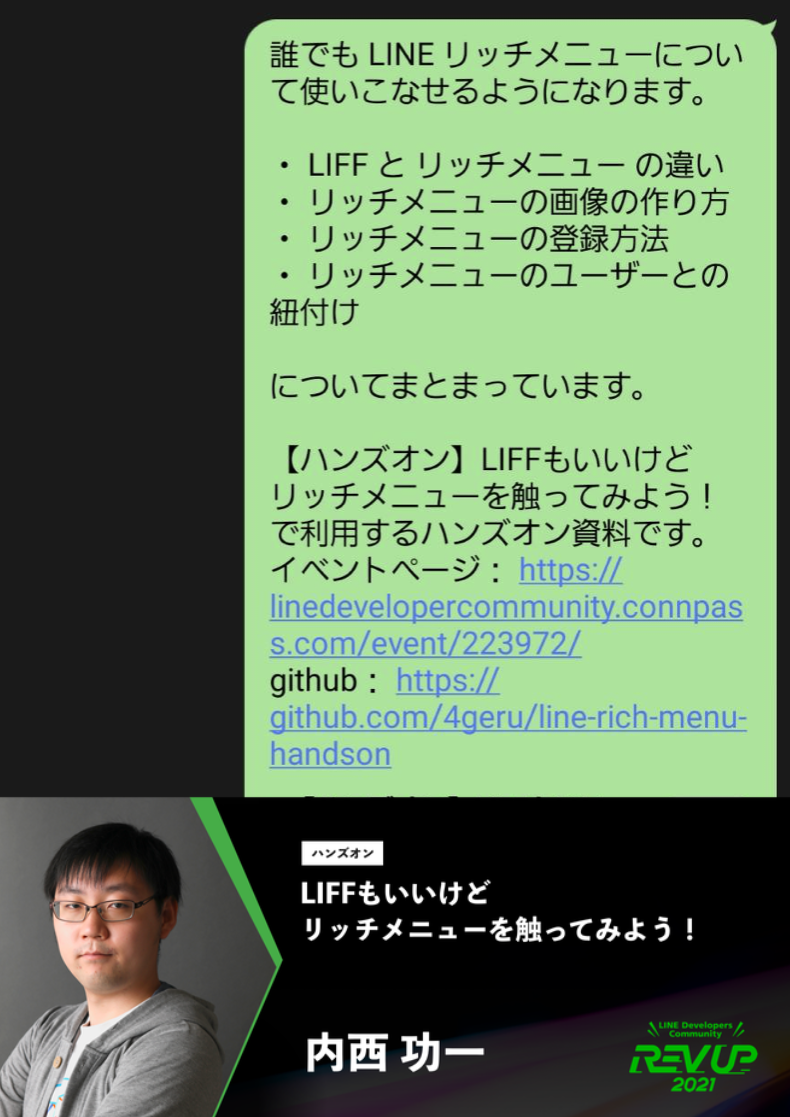 誰でも LINE リッチメニューについ
て使いこなせるようになります。
・ LIFF と リッチメニュー の違い
・ リッチメニューの画像の作り方
・ リッチメニューの登録方法
・ リッチメニューのユーザーとの
紐付け
についてまとまっています。
【ハンズオン】LIFFもいいけど
リッチメニューを触ってみよう！
で利用するハンズオン資料です。
イベントページ： https://
linedevelopercommunity.connpas
s.com/event/223972/
github： https://
github.com/4geru/line-rich-menu-
handson
ハンズオン
LIFFもいいけど
リッチメニューを触ってみよう！
内西 功一
LINE Developers
Community
REV UP
2021